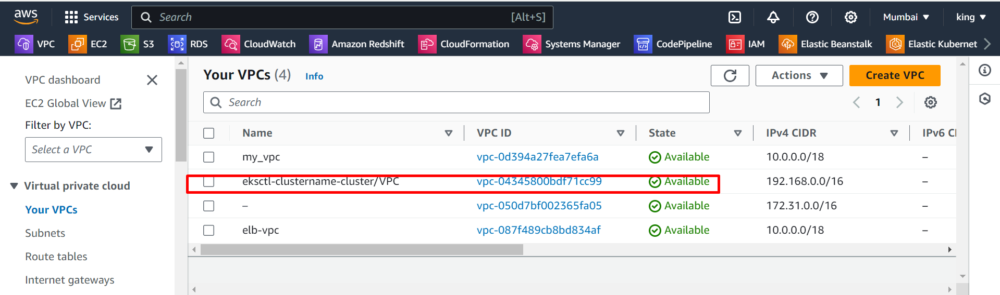 aws Services Search [Alt+S] Mumbai king
VPC EC2 S3 RDS CloudWatch Amazon Redshift CloudFormation Systems Manager CodePipeline IAM Elastic Beanstalk Elastic Kubernet
VPC dashboard
EC2 Global View
Filter by VPC:
Select a VPC
Virtual private cloud
Your VPCs
Subnets
Route tables
Internet gateways
Your VPCs (4) Info Actions Create VPC
Search 1
Name VPC ID State IPv4 CIDR IPv6 CI
my_vpc vpc-0d394a27fea7efa6a Available 10.0.0.0/18 –
eksctl-clustername-cluster/VPC vpc-04345800bdf71cc99 Available 192.168.0.0/16 –
– vpc-050d7bf002365fa05 Available 172.31.0.0/16 –
elb-vpc vpc-087f489cb8bd834af Available 10.0.0.0/18 –